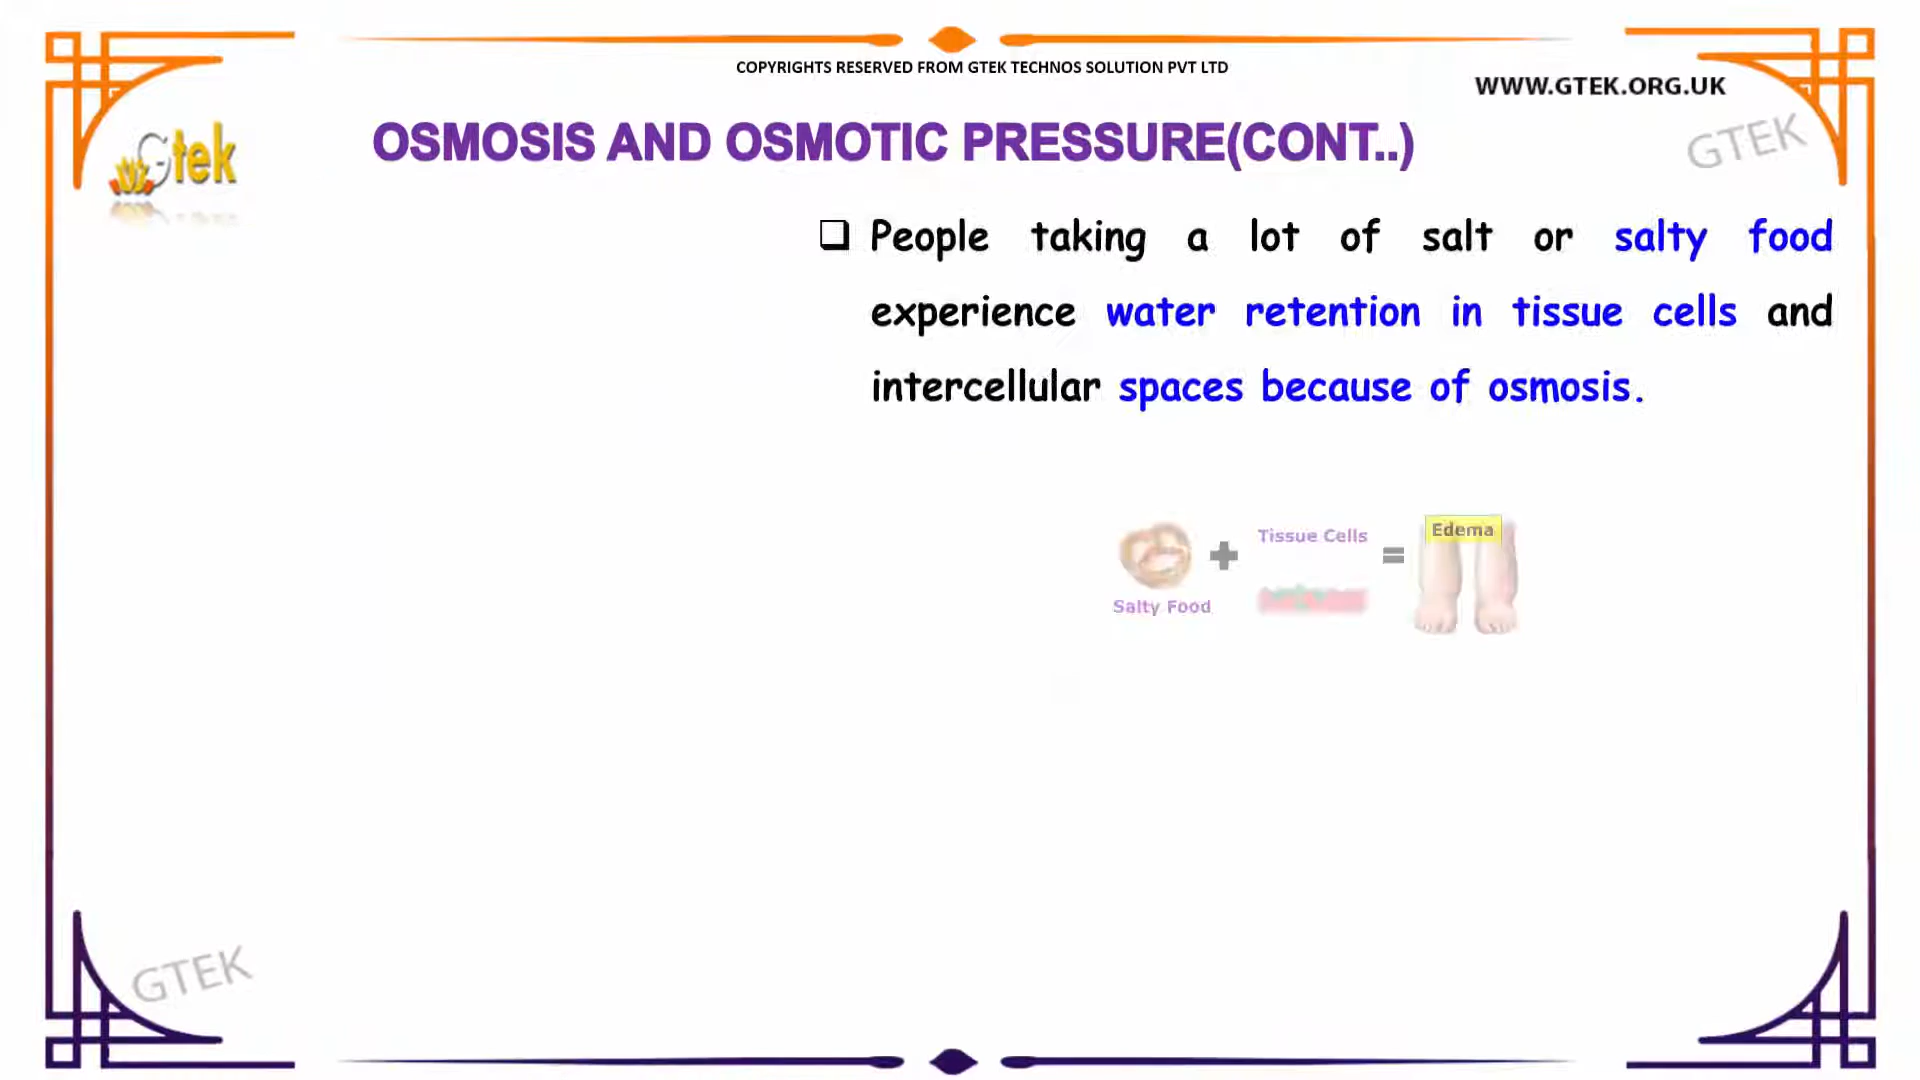 COPYRIGHTS RESERVED FROM GTEK TECHNOS SOLUTION PVT LTD
WWW.GTEK.ORG.UK
Gtek
OSMOSIS AND OSMOTIC PRESSURE(CONT..)
GTEK
People taking a lot of salt or salty food
experience water retention in tissue cells and
intercellular spaces because of osmosis.
Salty Food
Tissue Cells
Edema
GTEK